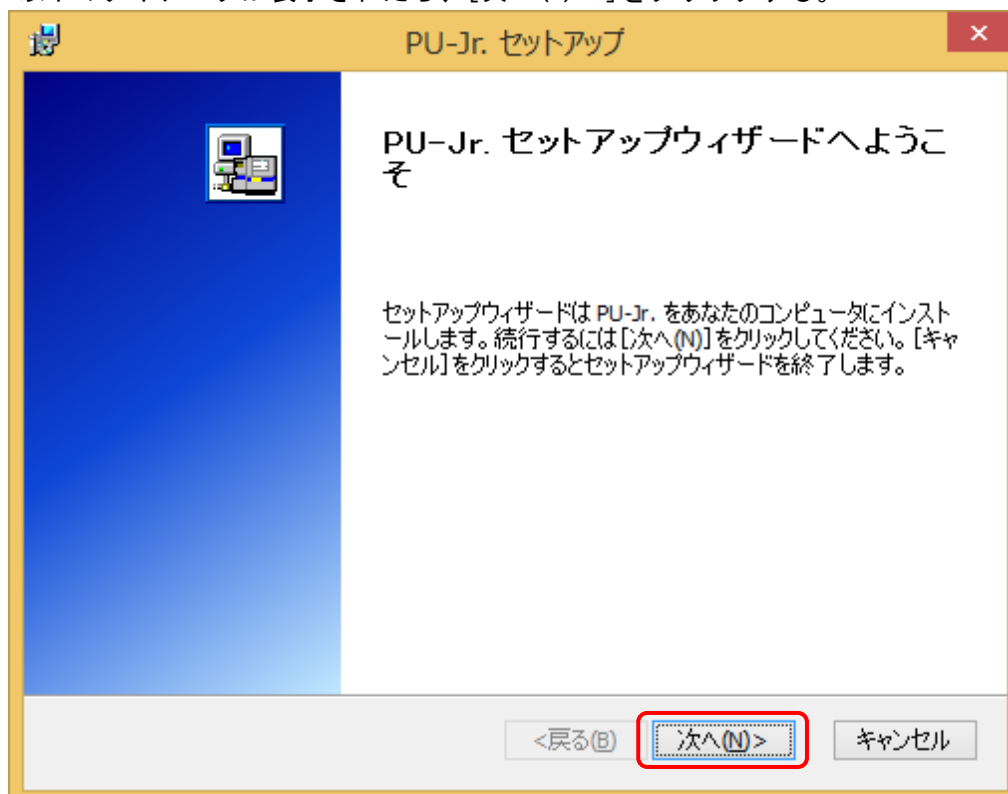 PU-Jr. セットアップ
PU-Jr. セットアップウィザードへようこ
そ
セットアップウィザードは PU-Jr. をあなたのコンピュータにインスト
ールします。続行するには[次へ(N)]をクリックしてください。[キャ
ンセル]をクリックするとセットアップウィザードを終了します。
<戻る(B) 次へ(N)> キャンセル